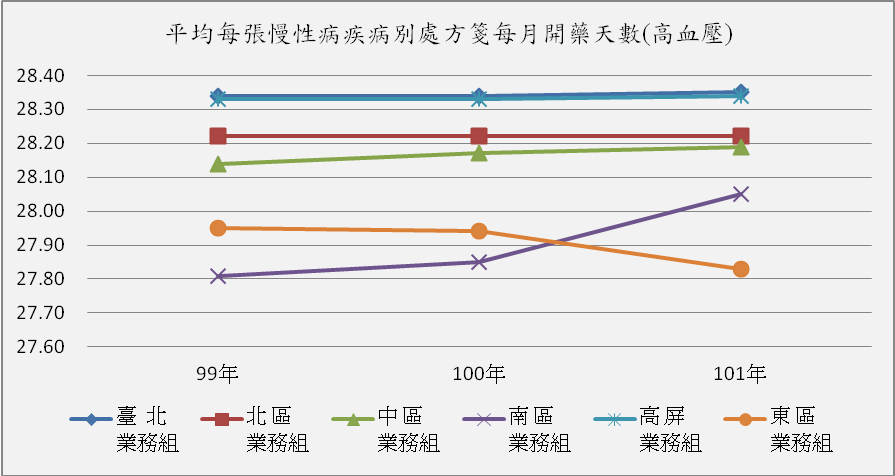 平均每張慢性病疾病別處方箋每月開藥天數(高血壓)
28.40
28.30
28.20
28.10
28.00
27.90
27.80
27.70
27.60
99年 100年 101年
臺 北 北區 中區 南區 高屏 東區
業務組 業務組 業務組 業務組 業務組 業務組